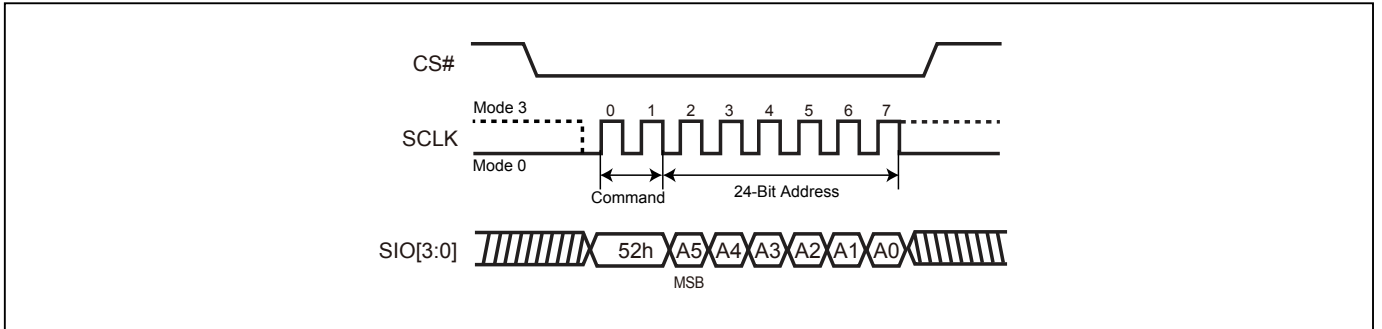 CS#
Mode 3
0 1 2 3 4 5 6 7
SCLK
Mode 0
Command
24-Bit Address
SIO[3:0]
52h A5 A4 A3 A2 A1 A0
MSB